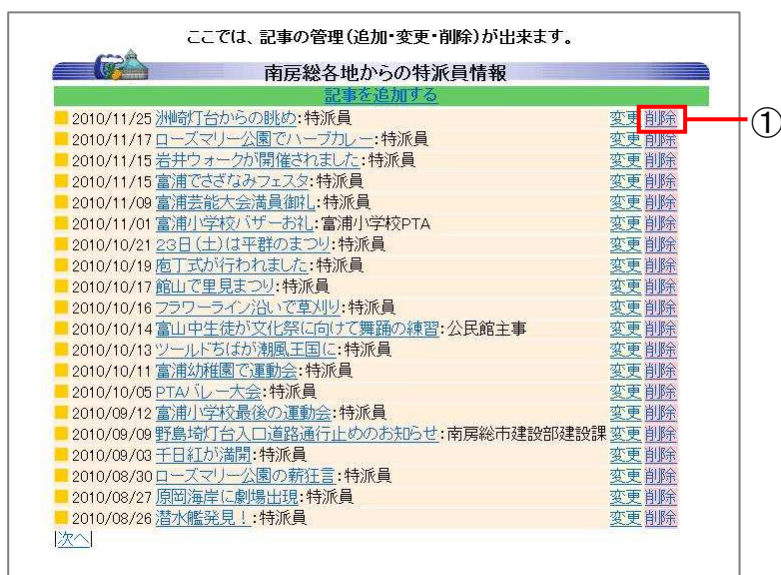 ここでは、記事の管理(追加・変更・削除)が出来ます。
南房総各地からの特派員情報
記事を追加する
2010/11/25 洲崎灯台からの眺め:特派員 変更 削除 ①
2010/11/17 ローズマリー公園でハーブカレー:特派員 変更 削除
2010/11/15 岩井ウォークが開催されました:特派員 変更 削除
2010/11/15 富浦でさざなみフェスタ:特派員 変更 削除
2010/11/09 富浦芸能大会満員御礼:特派員 変更 削除
2010/11/01 富浦小学校バザーお礼:富浦小学校PTA 変更 削除
2010/10/21 23日(土)は平群のまつり:特派員 変更 削除
2010/10/19 庖丁式が行われました:特派員 変更 削除
2010/10/17 館山で里見まつり:特派員 変更 削除
2010/10/16 フラワーライン沿いで草刈り:特派員 変更 削除
2010/10/14 富山中生徒が文化祭に向けて舞踊の練習:公民館主事 変更 削除
2010/10/13 ツールドちばが潮風王国に:特派員 変更 削除
2010/10/11 富浦幼稚園で運動会:特派員 変更 削除
2010/10/05 PTAバレー大会:特派員 変更 削除
2010/09/12 富浦小学校最後の運動会:特派員 変更 削除
2010/09/09 野島埼灯台入口道路通行止めのお知らせ:南房総市建設部建設課 変更 削除
2010/09/03 千日紅が満開:特派員 変更 削除
2010/08/30 ローズマリー公園の薪狂言:特派員 変更 削除
2010/08/27 原岡海岸に劇場出現:特派員 変更 削除
2010/08/26 潜水艦発見!:特派員 変更 削除
|次へ|